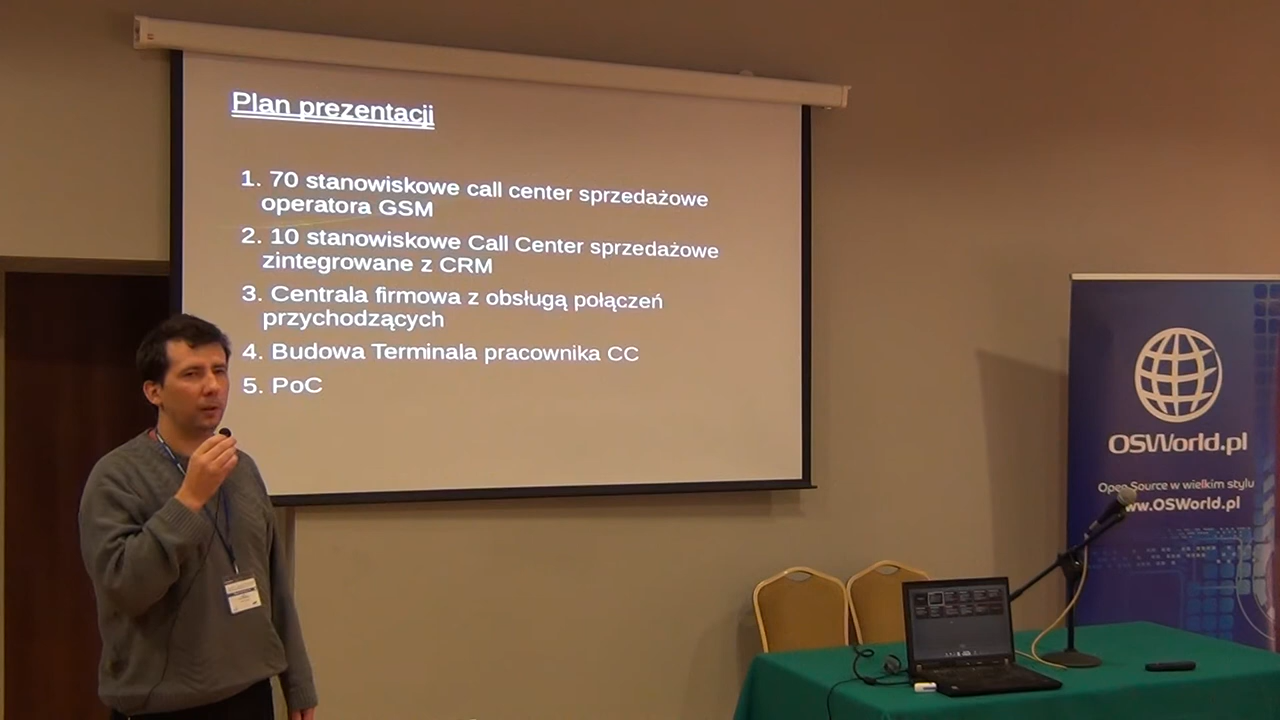 Plan prezentacji
1. 70 stanowiskowe call center sprzedażowe
operatora GSM
2. 10 stanowiskowe Call Center sprzedażowe
zintegrowane z CRM
3. Centrala firmowa z obsługą połączeń
przychodzących
4. Budowa Terminala pracownika CC
5. PoC
OSWorld.pl
Open Source w wielkim stylu
www.OSWorld.pl